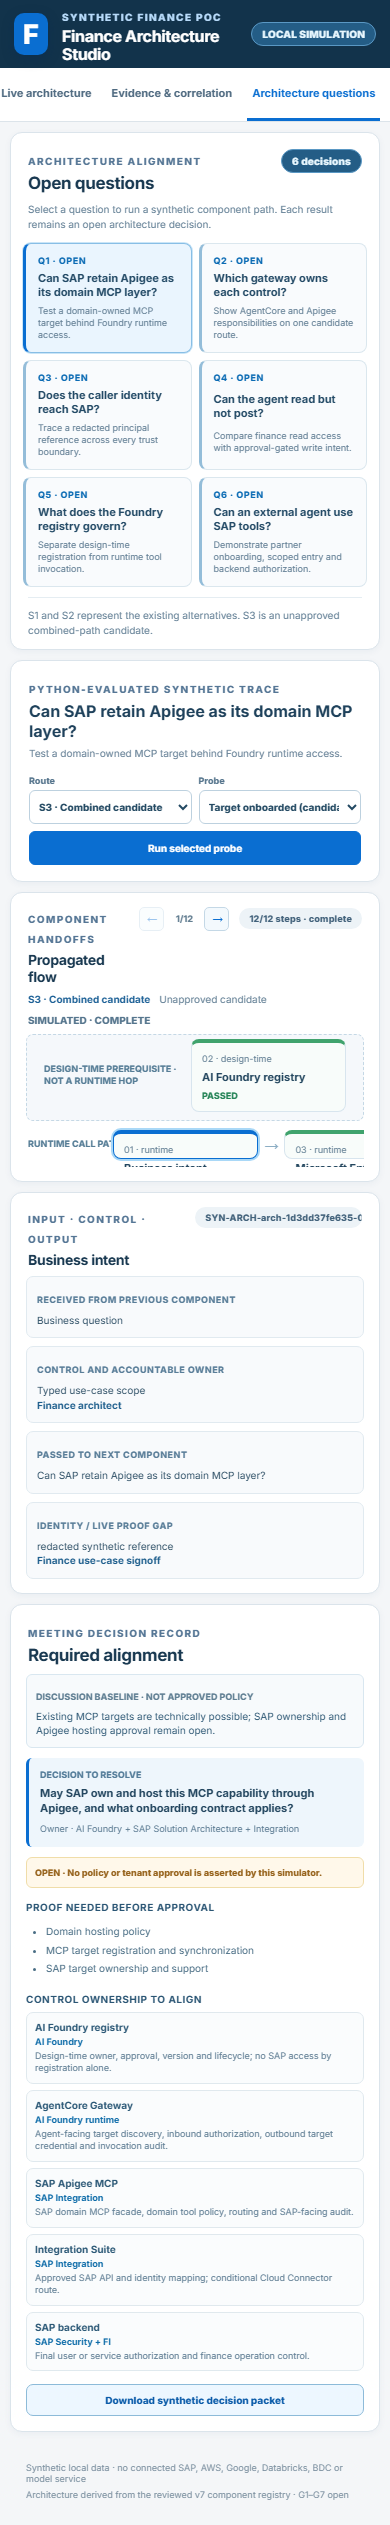 F
SYNTHETIC FINANCE POC
Finance Architecture
Studio
LOCAL SIMULATION
Live architecture
Evidence & correlation
Architecture questions
ARCHITECTURE ALIGNMENT
6 decisions
Open questions
Select a question to run a synthetic component path. Each result
remains an open architecture decision.
Q1 · OPEN
Can SAP retain Apigee as
its domain MCP layer?
Test a domain-owned MCP
target behind Foundry runtime
access.
Q2 · OPEN
Which gateway owns
each control?
Show AgentCore and Apigee
responsibilities on one candidate
route.
Q3 · OPEN
Does the caller identity
reach SAP?
Trace a redacted principal
reference across every trust
boundary.
Q4 · OPEN
Can the agent read but
not post?
Compare finance read access
with approval-gated write intent.
Q5 · OPEN
What does the Foundry
registry govern?
Separate design-time
registration from runtime tool
invocation.
Q6 · OPEN
Can an external agent use
SAP tools?
Demonstrate partner
onboarding, scoped entry and
backend authorization.
S1 and S2 represent the existing alternatives. S3 is an unapproved
combined-path candidate.
PYTHON-EVALUATED SYNTHETIC TRACE
Can SAP retain Apigee as its domain MCP
layer?
Test a domain-owned MCP target behind Foundry runtime access.
Route
S3 · Combined candidate
Probe
Target onboarded (candida
Run selected probe
COMPONENT
HANDOFFS
← 1/12 → 12/12 steps · complete
Propagated
flow
S3 · Combined candidate Unapproved candidate
SIMULATED · COMPLETE
DESIGN-TIME PREREQUISITE ·
NOT A RUNTIME HOP
02 · design-time
AI Foundry registry
PASSED
RUNTIME CALL PAT
01 · runtime
Business intent
→
03 · runtime
Microsoft En
INPUT · CONTROL ·
OUTPUT
SYN-ARCH-arch-1d3dd37fe635-0
Business intent
RECEIVED FROM PREVIOUS COMPONENT
Business question
CONTROL AND ACCOUNTABLE OWNER
Typed use-case scope
Finance architect
PASSED TO NEXT COMPONENT
Can SAP retain Apigee as its domain MCP layer?
IDENTITY / LIVE PROOF GAP
redacted synthetic reference
Finance use-case signoff
MEETING DECISION RECORD
Required alignment
DISCUSSION BASELINE · NOT APPROVED POLICY
Existing MCP targets are technically possible; SAP ownership and
Apigee hosting approval remain open.
DECISION TO RESOLVE
May SAP own and host this MCP capability through
Apigee, and what onboarding contract applies?
Owner · AI Foundry + SAP Solution Architecture + Integration
OPEN · No policy or tenant approval is asserted by this simulator.
PROOF NEEDED BEFORE APPROVAL
• Domain hosting policy
• MCP target registration and synchronization
• SAP target ownership and support
CONTROL OWNERSHIP TO ALIGN
AI Foundry registry
AI Foundry
Design-time owner, approval, version and lifecycle; no SAP access by
registration alone.
AgentCore Gateway
AI Foundry runtime
Agent-facing target discovery, inbound authorization, outbound target
credential and invocation audit.
SAP Apigee MCP
SAP Integration
SAP domain MCP facade, domain tool policy, routing and SAP-facing audit.
Integration Suite
SAP Integration
Approved SAP API and identity mapping; conditional Cloud Connector
route.
SAP backend
SAP Security + FI
Final user or service authorization and finance operation control.
Download synthetic decision packet
Synthetic local data · no connected SAP, AWS, Google, Databricks, BDC or
model service
Architecture derived from the reviewed v7 component registry · G1–G7 open